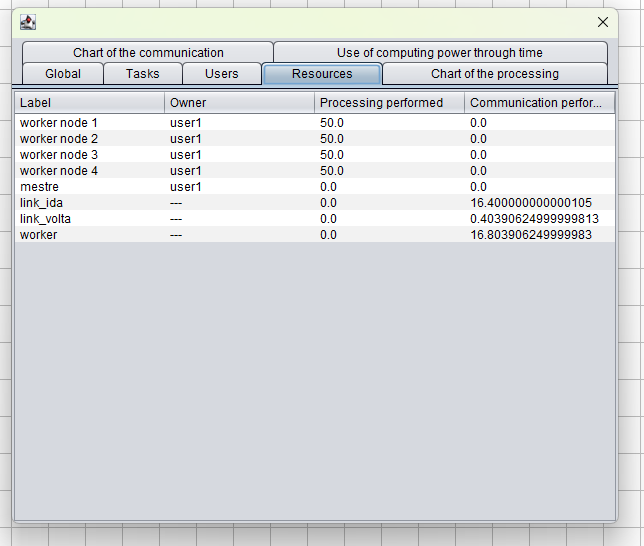 Chart of the communication Use of computing power through time
Global Tasks Users Resources Chart of the processing
Label Owner Processing performed Communication perfor...
worker node 1 user1 50.0 0.0
worker node 2 user1 50.0 0.0
worker node 3 user1 50.0 0.0
worker node 4 user1 50.0 0.0
mestre user1 0.0 0.0
link_ida --- 0.0 16.400000000000105
link_volta --- 0.0 0.40390624999999813
worker --- 0.0 16.803906249999983